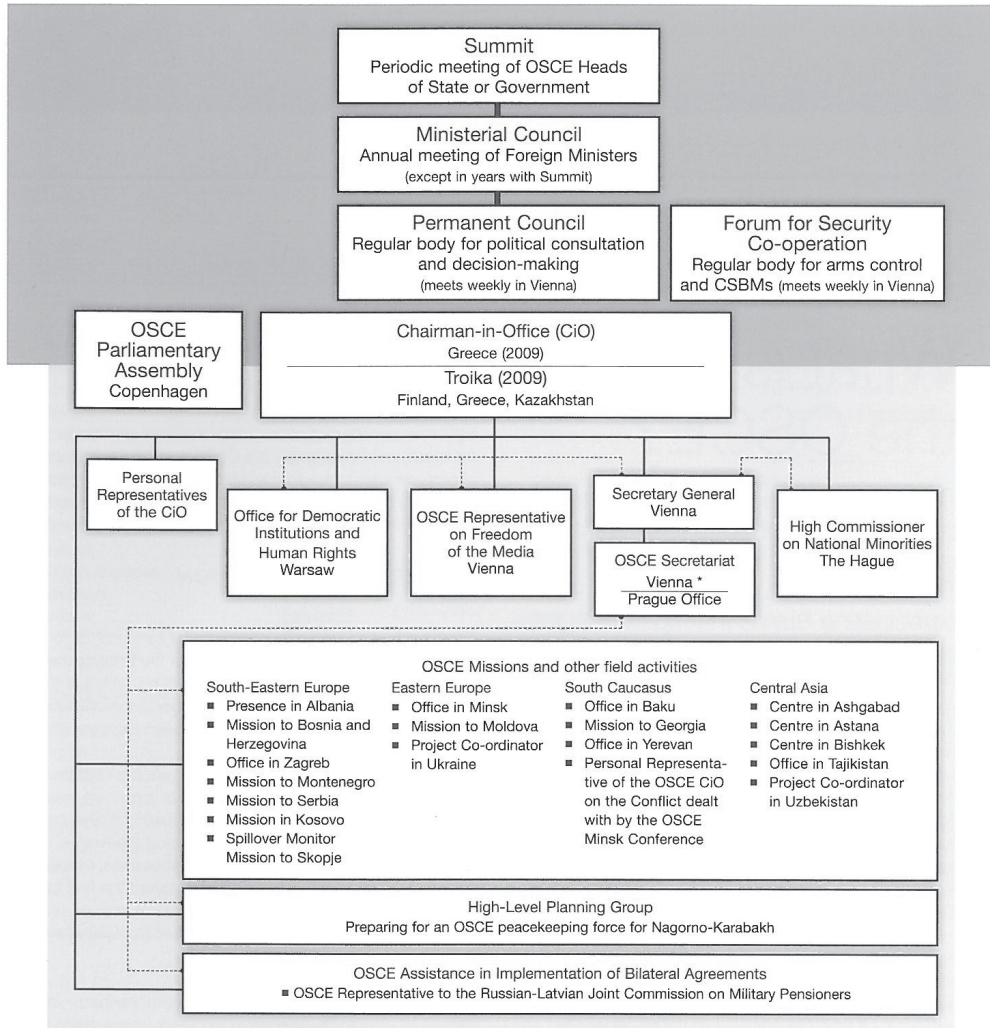 Summit
Periodic meeting of OSCE Heads
of State or Government
Ministerial Council
Annual meeting of Foreign Ministers
(except in years with Summit)
Permanent Council
Regular body for political consultation
and decision-making
(meets weekly in Vienna)
Forum for Security
Co-operation
Regular body for arms control
and CSBMs (meets weekly in Vienna)
OSCE
Parliamentary
Assembly
Copenhagen
Chairman-in-Office (CiO)
Greece (2009)
Troika (2009)
Finland, Greece, Kazakhstan
Personal
Representatives
of the CiO
Office for Democratic
Institutions and
Human Rights
Warsaw
OSCE Representative
on Freedom
of the Media
Vienna
Secretary General
Vienna
OSCE Secretariat
Vienna *
Prague Office
High Commissioner
on National Minorities
The Hague
OSCE Missions and other field activities
South-Eastern Europe
■ Presence in Albania
■ Mission to Bosnia and
Herzegovina
■ Office in Zagreb
■ Mission to Montenegro
■ Mission to Serbia
■ Mission in Kosovo
■ Spillover Monitor
Mission to Skopje
Eastern Europe
■ Office in Minsk
■ Mission to Moldova
■ Project Co-ordinator
in Ukraine
South Caucasus
■ Office in Baku
■ Mission to Georgia
■ Office in Yerevan
■ Personal Representa-
tive of the OSCE CiO
on the Conflict dealt
with by the OSCE
Minsk Conference
Central Asia
■ Centre in Ashgabad
■ Centre in Astana
■ Centre in Bishkek
■ Office in Tajikistan
■ Project Co-ordinator
in Uzbekistan
High-Level Planning Group
Preparing for an OSCE peacekeeping force for Nagorno-Karabakh
OSCE Assistance in Implementation of Bilateral Agreements
■ OSCE Representative to the Russian-Latvian Joint Commission on Military Pensioners